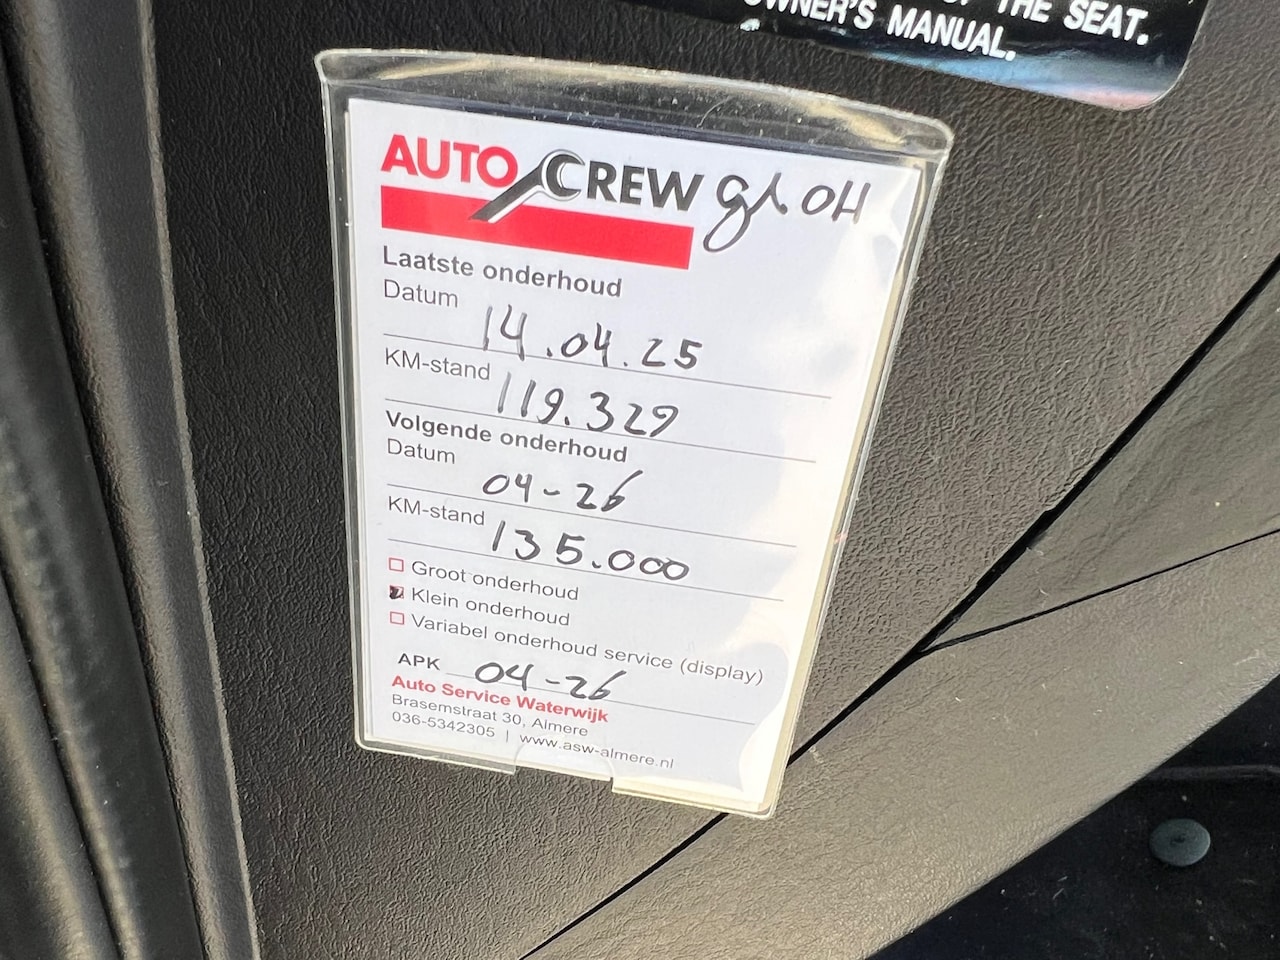 THE SEAT.
OWNER'S MANUAL.
AUTO CREW gr. OH
Laatste onderhoud
Datum 14.04.25
KM-stand 119.329
Volgende onderhoud
Datum 04-26
KM-stand 135.000
Groot onderhoud
Klein onderhoud
Variabel onderhoud service (display)
APK 04-26
Auto Service Waterwijk
Brasemstraat 30, Almere
036-5342305 | www.asw-almere.nl